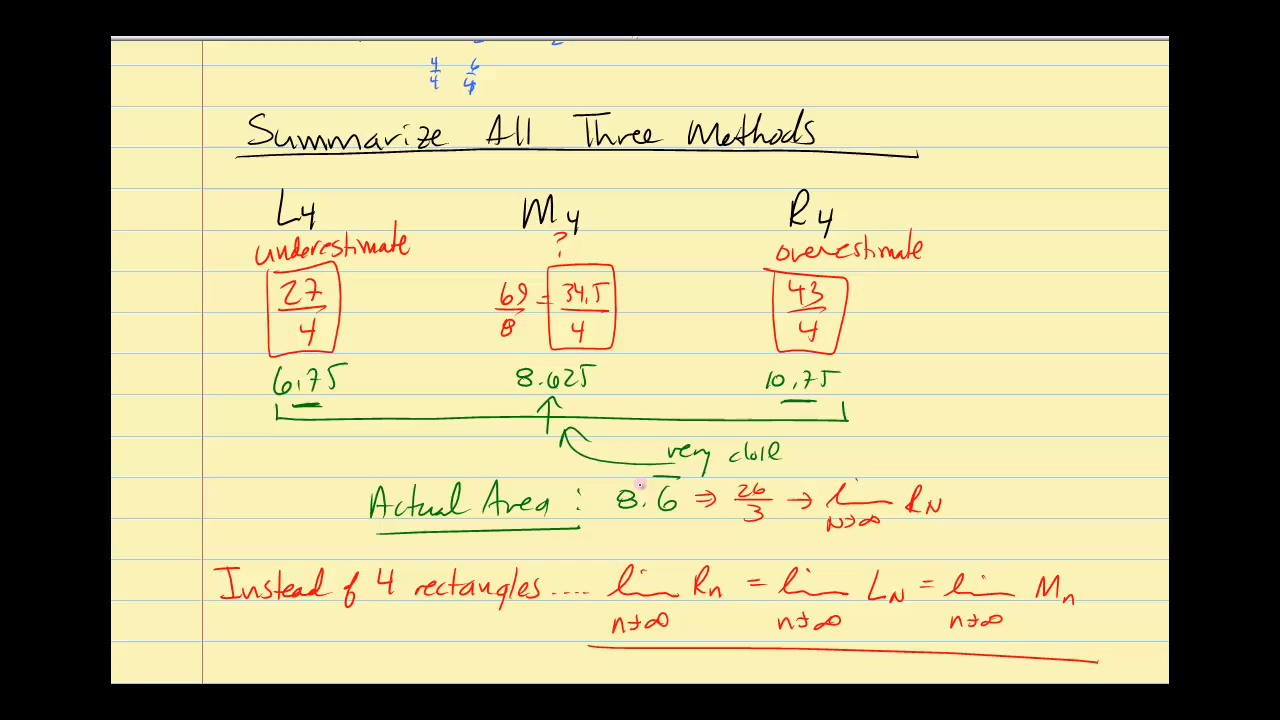 4/4 6/4
Summarize All Three Methods
L4 M4 R4
underestimate ? overestimate
27/4 69/8 = 34.5/4 43/4
6.75 8.625 10.75
very close
Actual Area : 8.6̅ ⇒ 26/3 → lim N→∞ RN
Instead of 4 rectangles .... lim n→∞ Rn = lim n→∞ LN = lim n→∞ Mn